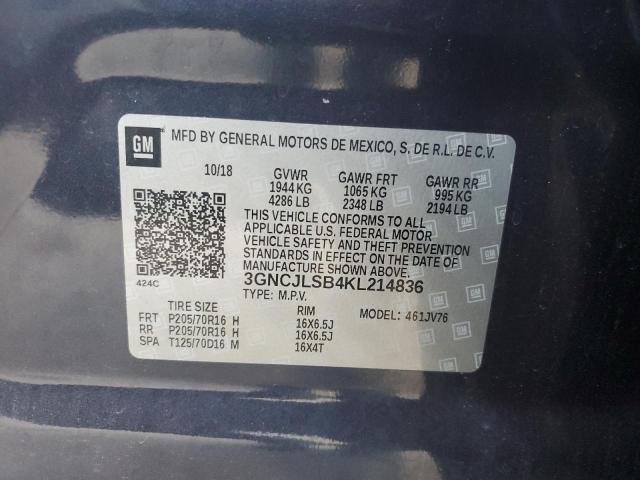 GM
MFD BY GENERAL MOTORS DE MEXICO, S. DE R.L. DE C.V.
10/18 GVWR GAWR FRT GAWR RR
1944 KG 1065 KG 995 KG
4286 LB 2348 LB 2194 LB
THIS VEHICLE CONFORMS TO ALL
APPLICABLE U.S. FEDERAL MOTOR
VEHICLE SAFETY AND THEFT PREVENTION
STANDARDS IN EFFECT ON THE DATE OF
MANUFACTURE SHOWN ABOVE.
424C 3GNCJLSB4KL214836
TYPE: M.P.V.
TIRE SIZE RIM MODEL: 461JV76
FRT P205/70R16 H 16X6.5J
RR P205/70R16 H 16X6.5J
SPA T125/70D16 M 16X4T